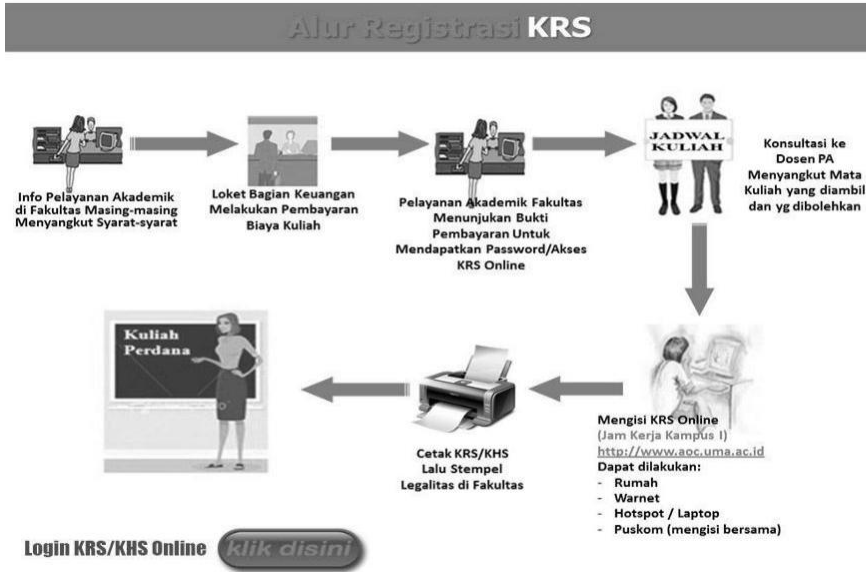 Alur Registrasi KRS
Info Pelayanan Akademik
di Fakultas Masing-masing
Menyangkut Syarat-syarat
Loket Bagian Keuangan
Melakukan Pembayaran
Biaya Kuliah
Pelayanan Akademik Fakultas
Menunjukan Bukti
Pembayaran Untuk
Mendapatkan Password/Akses
KRS Online
JADWAL
KULIAH
Konsultasi ke
Dosen PA
Menyangkut Mata
Kuliah yang diambil
dan yg dibolehkan
Mengisi KRS Online
(Jam Kerja Kampus I)
http://www.aoc.uma.ac.id
Dapat dilakukan:
- Rumah
- Warnet
- Hotspot / Laptop
- Puskom (mengisi bersama)
Cetak KRS/KHS
Lalu Stempel
Legalitas di Fakultas
Kuliah
Perdana
Login KRS/KHS Online klik disini